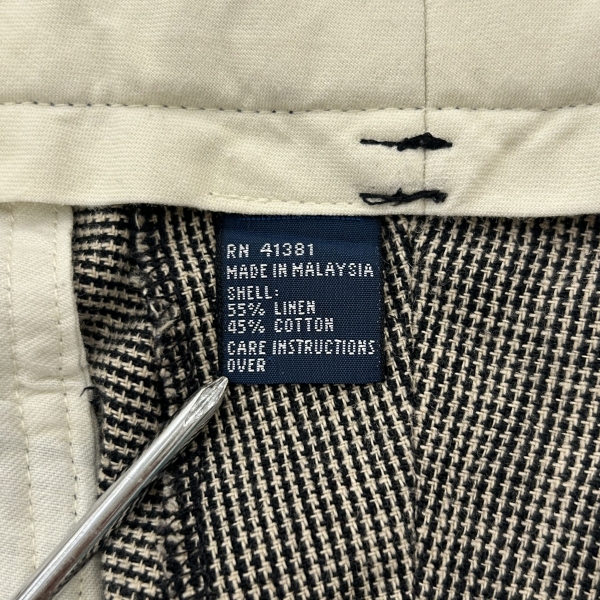 RN 41381
MADE IN MALAYSIA
SHELL:
55% LINEN
45% COTTON
CARE INSTRUCTIONS
OVER